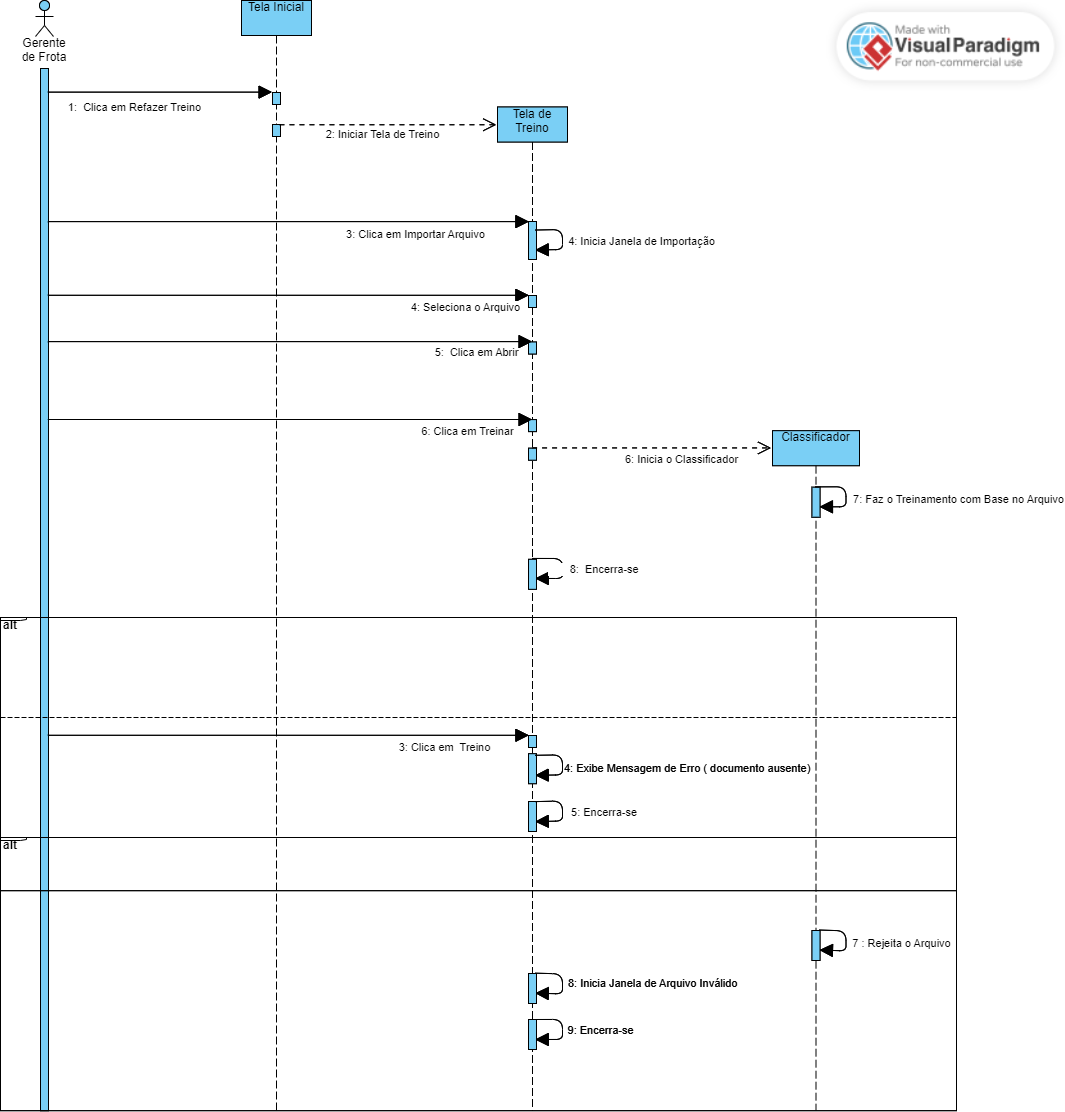 Tela Inicial
Made with
Visual Paradigm
For non-commercial use
Gerente
de Frota
1:  Clica em Refazer Treino
Tela de
Treino
2: Iniciar Tela de Treino
3: Clica em Importar Arquivo
4: Inicia Janela de Importação
4: Seleciona o Arquivo
5:  Clica em Abrir
6: Clica em Treinar
Classificador
6: Inicia o Classificador
7: Faz o Treinamento com Base no Arquivo
8:  Encerra-se
alt
3: Clica em  Treino
4: Exibe Mensagem de Erro ( documento ausente)
5: Encerra-se
alt
7 : Rejeita o Arquivo
8: Inicia Janela de Arquivo Inválido
9: Encerra-se